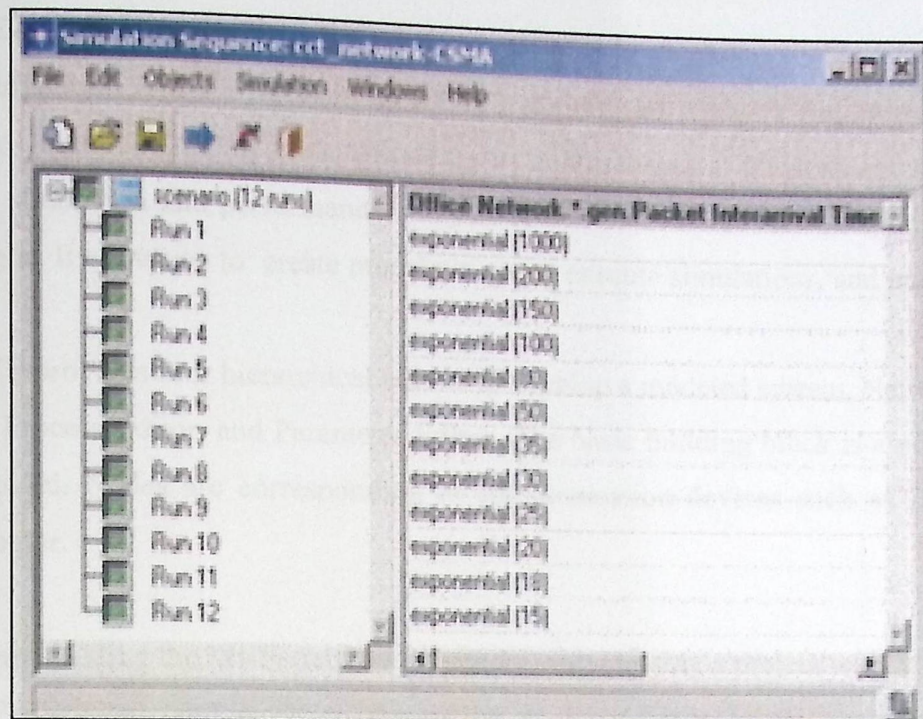 Simulation Sequence: cct_network-CSMA
File Edit Objects Simulation Windows Help
scenario (12 runs)
Run 1
Run 2
Run 3
Run 4
Run 5
Run 6
Run 7
Run 8
Run 9
Run 10
Run 11
Run 12
Office Network.*.gen.Packet Interarrival Time
exponential (1000)
exponential (200)
exponential (150)
exponential (100)
exponential (80)
exponential (50)
exponential (35)
exponential (30)
exponential (25)
exponential (20)
exponential (18)
exponential (15)